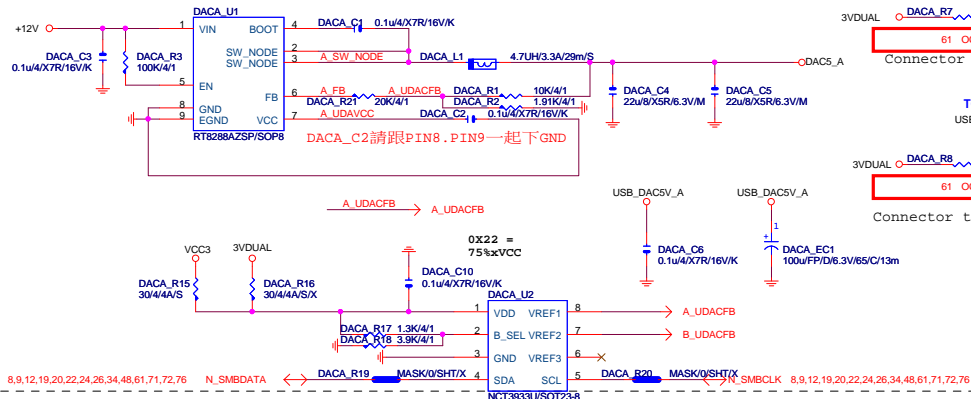 DACA_U1
+12V
1 VIN BOOT 4
DACA_C1 0.1u/4/X7R/16V/K
DACA_C3
0.1u/4/X7R/16V/K
DACA_R3
100K/4/1
SW_NODE 2
SW_NODE 3
A_SW_NODE
DACA_L1 4.7UH/3.3A/29m/S
DAC5_A
5 EN
FB 6
A_FB
DACA_R21 20K/4/1
A_UDACFB
DACA_R1 10K/4/1
DACA_R2 1.91K/4/1
8 GND
9 EGND
VCC 7
A_UDAVCC
DACA_C2 0.1u/4/X7R/16V/K
RT8288AZSP/SOP8
DACA_C2請跟PIN8.PIN9一起下GND
DACA_C4
22u/8/X5R/6.3V/M
DACA_C5
22u/8/X5R/6.3V/M
3VDUAL DACA_R7
61 OC
Connector
T
USB
3VDUAL DACA_R8
61 OC
Connector t
A_UDACFB A_UDACFB
USB_DAC5V_A
DACA_C6
0.1u/4/X7R/16V/K
USB_DAC5V_A
+ 1
DACA_EC1
100u/FP/D/6.3V/65/C/13m
0X22 =
75%xVCC
VCC3
DACA_R15
30/4/4A/S
3VDUAL
DACA_R16
30/4/4A/S/X
DACA_C10
0.1u/4/X7R/16V/K
DACA_U2
1 VDD VREF1 8 A_UDACFB
DACA_R17 1.3K/4/1
DACA_R18 3.9K/4/1
2 B_SEL VREF2 7 B_UDACFB
3 GND VREF3 6
4 SDA SCL 5
8,9,12,19,20,22,24,26,34,48,61,71,72,76 N_SMBDATA
DACA_R19 MASK/0/SHT/X
DACA_R20 MASK/0/SHT/X
N_SMBCLK 8,9,12,19,20,22,24,26,34,48,61,71,72,76
NCT3933U/SOT23-8